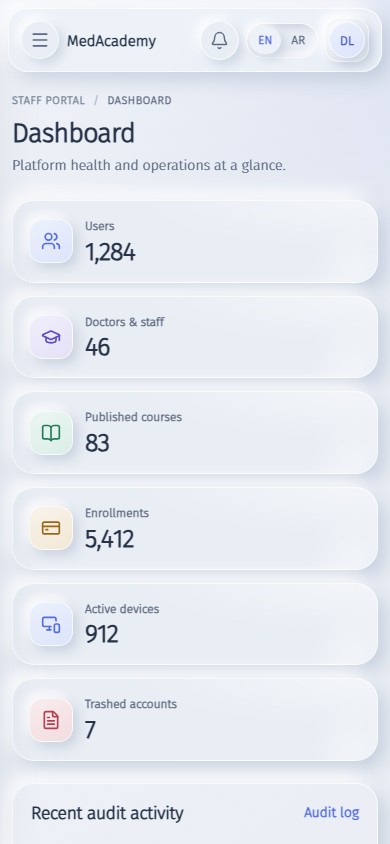 MedAcademy
EN AR DL
STAFF PORTAL / DASHBOARD
Dashboard
Platform health and operations at a glance.
Users
1,284
Doctors & staff
46
Published courses
83
Enrollments
5,412
Active devices
912
Trashed accounts
7
Recent audit activity Audit log